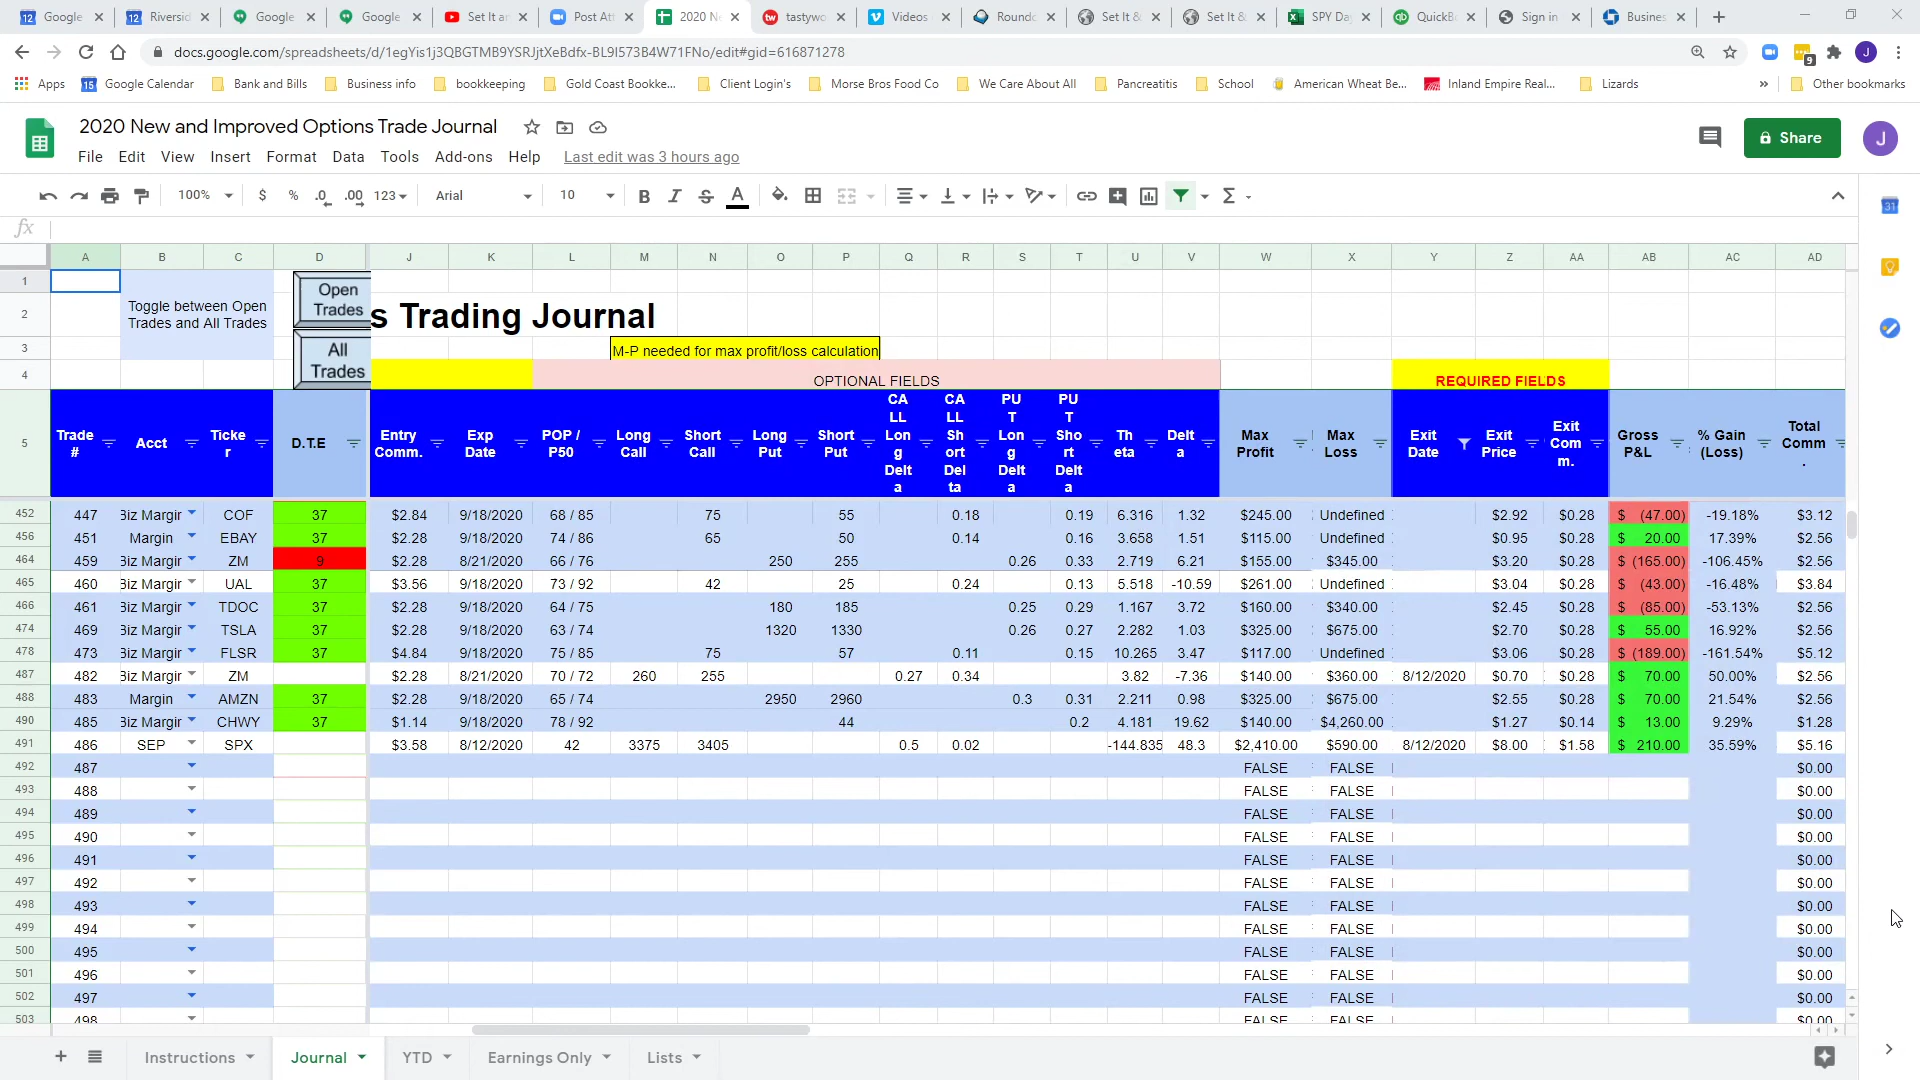 Google
Riversid
Google
Google
Set It an
Post Att
2020 Ne
tastywo
Videos
Roundc
Set It &
Set It &
SPY Day
QuickBo
Sign in
Busines
docs.google.com/spreadsheets/d/1egYis1j3QBGTMB9YSRJjtXeBdfx-BL9I573B4W71FNo/edit#gid=616871278
Apps Google Calendar Bank and Bills Business info bookkeeping Gold Coast Bookke... Client Login's Morse Bros Food Co We Care About All Pancreatitis School American Wheat Be... Inland Empire Real... Lizards » Other bookmarks
2020 New and Improved Options Trade Journal
Share
J
File Edit View Insert Format Data Tools Add-ons Help Last edit was 3 hours ago
100% $ % .0 .00 123 Arial 10 B I S A
fx
A B C D J K L M N O P Q R S T U V W X Y Z AA AB AC AD
1
2 Toggle between Open Trades and All Trades Open Trades s Trading Journal
3 M-P needed for max profit/loss calculation
All Trades
4 OPTIONAL FIELDS REQUIRED FIELDS
5 Trade # Acct Ticker D.T.E Entry Comm. Exp Date POP / P50 Long Call Short Call Long Put Short Put CALL Long Delta CALL Short Delta PUT Long Delta PUT Short Delta Theta Delta Max Profit Max Loss Exit Date Exit Price Exit Comm. Gross P&L % Gain (Loss) Total Comm.
452 447 Biz Margir COF 37 $2.84 9/18/2020 68 / 85 75 55 0.18 0.19 6.316 1.32 $245.00 Undefined $2.92 $0.28 $ (47.00) -19.18% $3.12
456 451 Margin EBAY 37 $2.28 9/18/2020 74 / 86 65 50 0.14 0.16 3.658 1.51 $115.00 Undefined $0.95 $0.28 $ 20.00 17.39% $2.56
464 459 Biz Margir ZM 9 $2.28 8/21/2020 66 / 76 250 255 0.26 0.33 2.719 6.21 $155.00 $345.00 $3.20 $0.28 $ (165.00) -106.45% $2.56
465 460 Biz Margir UAL 37 $3.56 9/18/2020 73 / 92 42 25 0.24 0.13 5.518 -10.59 $261.00 Undefined $3.04 $0.28 $ (43.00) -16.48% $3.84
466 461 Biz Margir TDOC 37 $2.28 9/18/2020 64 / 75 180 185 0.25 0.29 1.167 3.72 $160.00 $340.00 $2.45 $0.28 $ (85.00) -53.13% $2.56
474 469 Biz Margir TSLA 37 $2.28 9/18/2020 63 / 74 1320 1330 0.26 0.27 2.282 1.03 $325.00 $675.00 $2.70 $0.28 $ 55.00 16.92% $2.56
478 473 Biz Margir FLSR 37 $4.84 9/18/2020 75 / 85 75 57 0.11 0.15 10.265 3.47 $117.00 Undefined $3.06 $0.28 $ (189.00) -161.54% $5.12
487 482 Biz Margir ZM $2.28 8/21/2020 70 / 72 260 255 0.27 0.34 3.82 -7.36 $140.00 $360.00 8/12/2020 $0.70 $0.28 $ 70.00 50.00% $2.56
488 483 Margin AMZN 37 $2.28 9/18/2020 65 / 74 2950 2960 0.3 0.31 2.211 0.98 $325.00 $675.00 $2.55 $0.28 $ 70.00 21.54% $2.56
490 485 Biz Margir CHWY 37 $1.14 9/18/2020 78 / 92 44 0.2 4.181 19.62 $140.00 $4,260.00 $1.27 $0.14 $ 13.00 9.29% $1.28
491 486 SEP SPX $3.58 8/12/2020 42 3375 3405 0.5 0.02 -144.835 48.3 $2,410.00 $590.00 8/12/2020 $8.00 $1.58 $ 210.00 35.59% $5.16
492 487 FALSE FALSE $0.00
493 488 FALSE FALSE $0.00
494 489 FALSE FALSE $0.00
495 490 FALSE FALSE $0.00
496 491 FALSE FALSE $0.00
497 492 FALSE FALSE $0.00
498 493 FALSE FALSE $0.00
499 494 FALSE FALSE $0.00
500 495 FALSE FALSE $0.00
501 496 FALSE FALSE $0.00
502 497 FALSE FALSE $0.00
503 498 FALSE FALSE $0.00
Instructions Journal YTD Earnings Only Lists